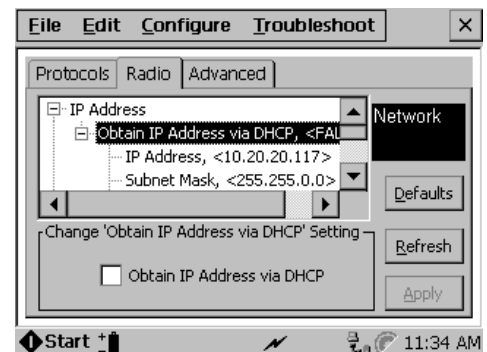 File Edit Configure Troubleshoot ×
Protocols Radio Advanced
IP Address
Obtain IP Address via DHCP, <FAL
IP Address, <10.20.20.117>
Subnet Mask, <255.255.0.0>
Network
Defaults
Change 'Obtain IP Address via DHCP' Setting
Refresh
Obtain IP Address via DHCP
Apply
Start 11:34 AM